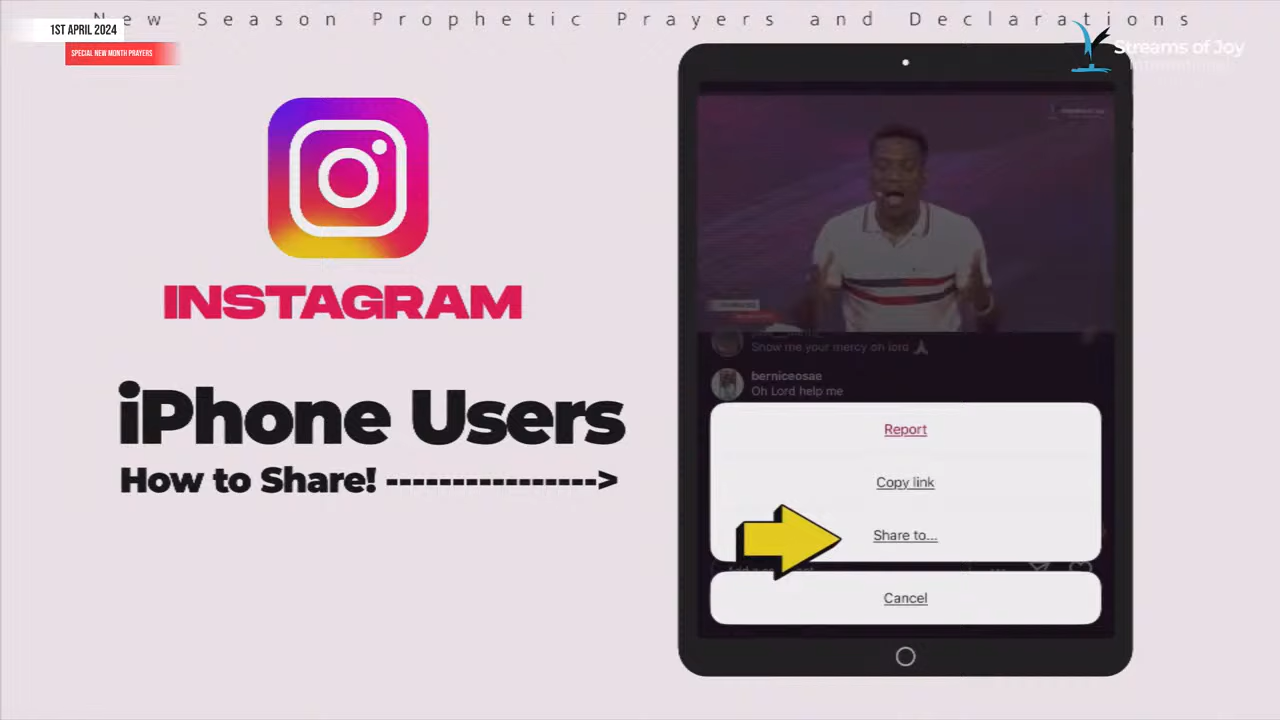 New Season Prophetic Prayers and Declarations
1ST APRIL 2024
SPECIAL NEW MONTH PRAYERS
Streams of Joy
International
INSTAGRAM
iPhone Users
How to Share! ---------------->
Show me your mercy oh lord
berniceosae
Oh Lord help me
Report
Copy link
Share to...
Cancel